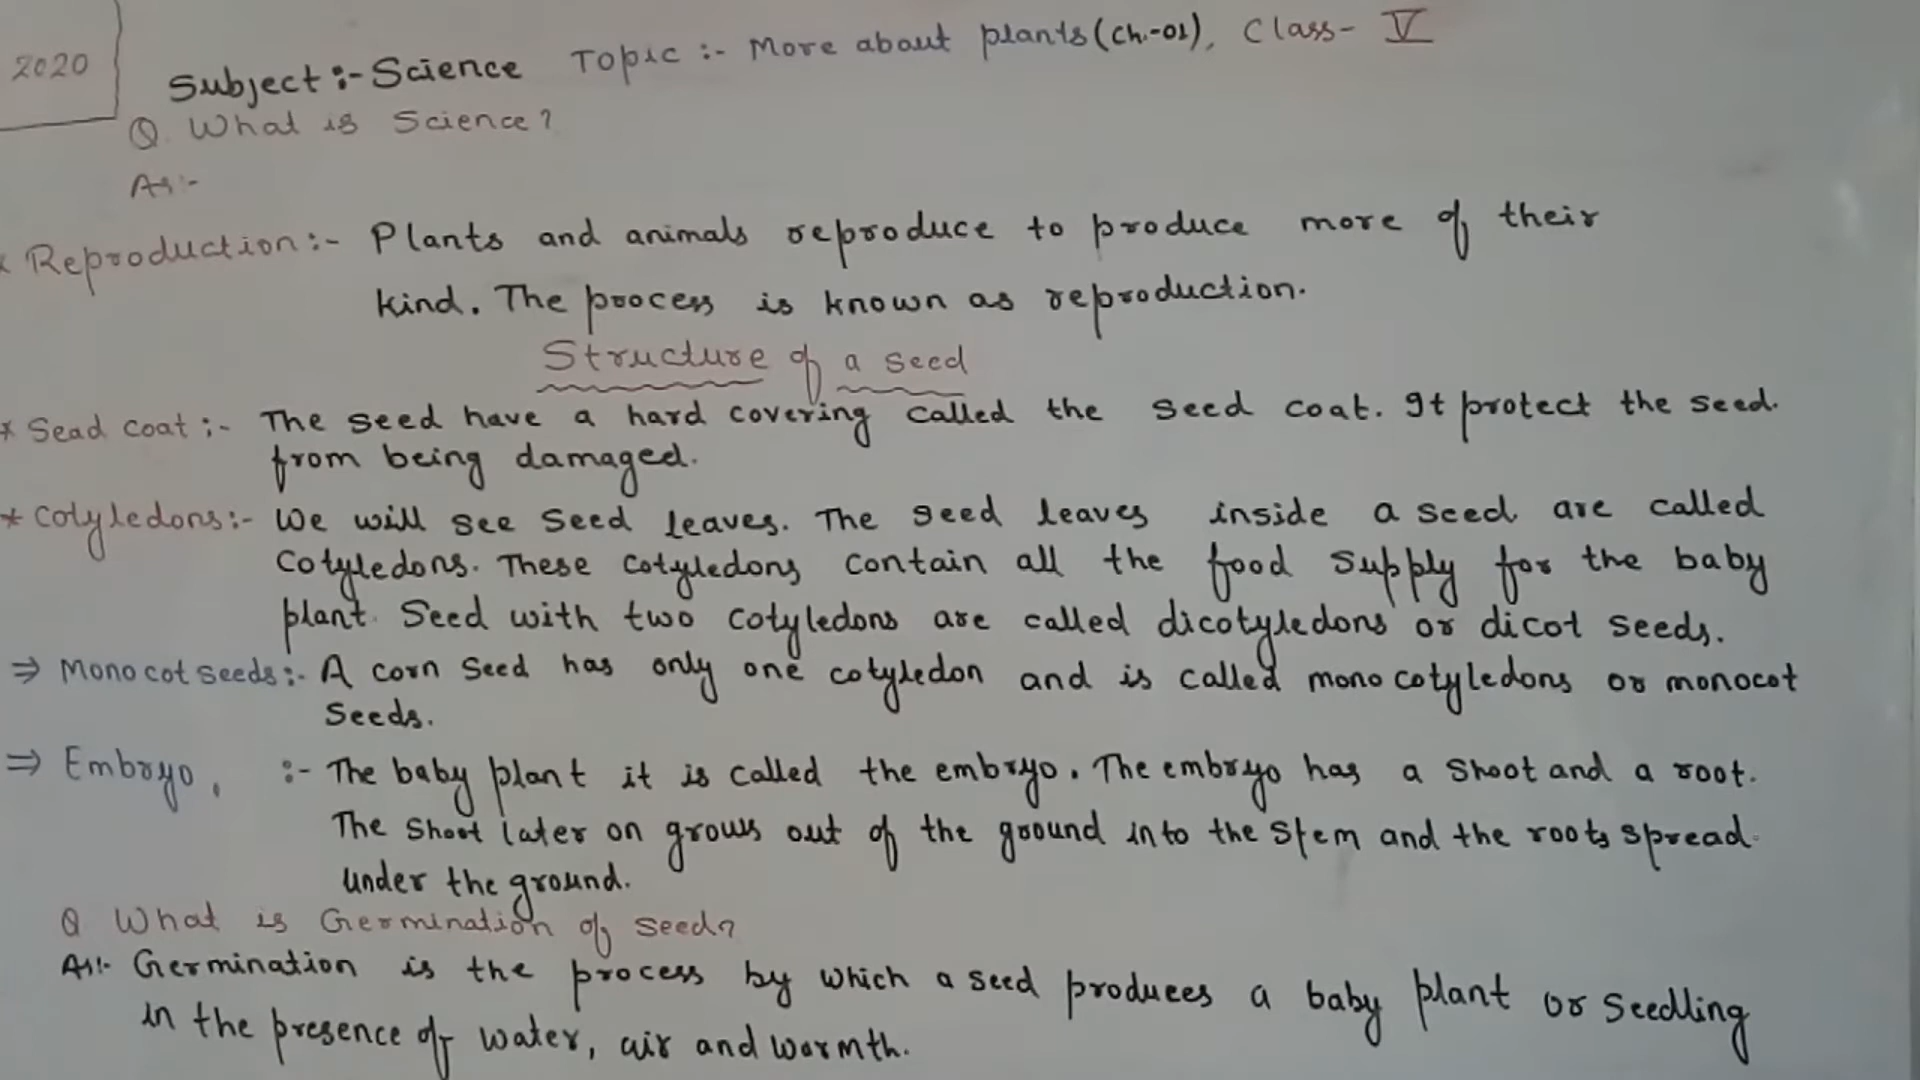 2020
Subject:- Science Topic :- More about plants (Ch.-01), Class- V
Q. What is Science?
As:-
* Reproduction:- Plants and animals reproduce to produce more of their
kind. The process is known as reproduction.
Structure of a seed
* Sead coat:- The seed have a hard covering called the seed coat. It protect the seed.
from being damaged.
* Cotyledons:- We will see seed leaves. The seed leaves inside a seed are called
Cotyledons. These cotyledons contain all the food supply for the baby
plant. Seed with two cotyledons are called dicotyledons or dicot seeds.
⇒ Monocot seeds:- A corn seed has only one cotyledon and is called monocotyledons or monocot
Seeds.
⇒ Embryo, :- The baby plant it is called the embryo. The embryo has a shoot and a root.
The shoot later on grows out of the ground into the stem and the roots spread
under the ground.
Q What is Germination of seed?
As:- Germination is the process by which a seed produces a baby plant or seedling
in the presence of water, air and warmth.